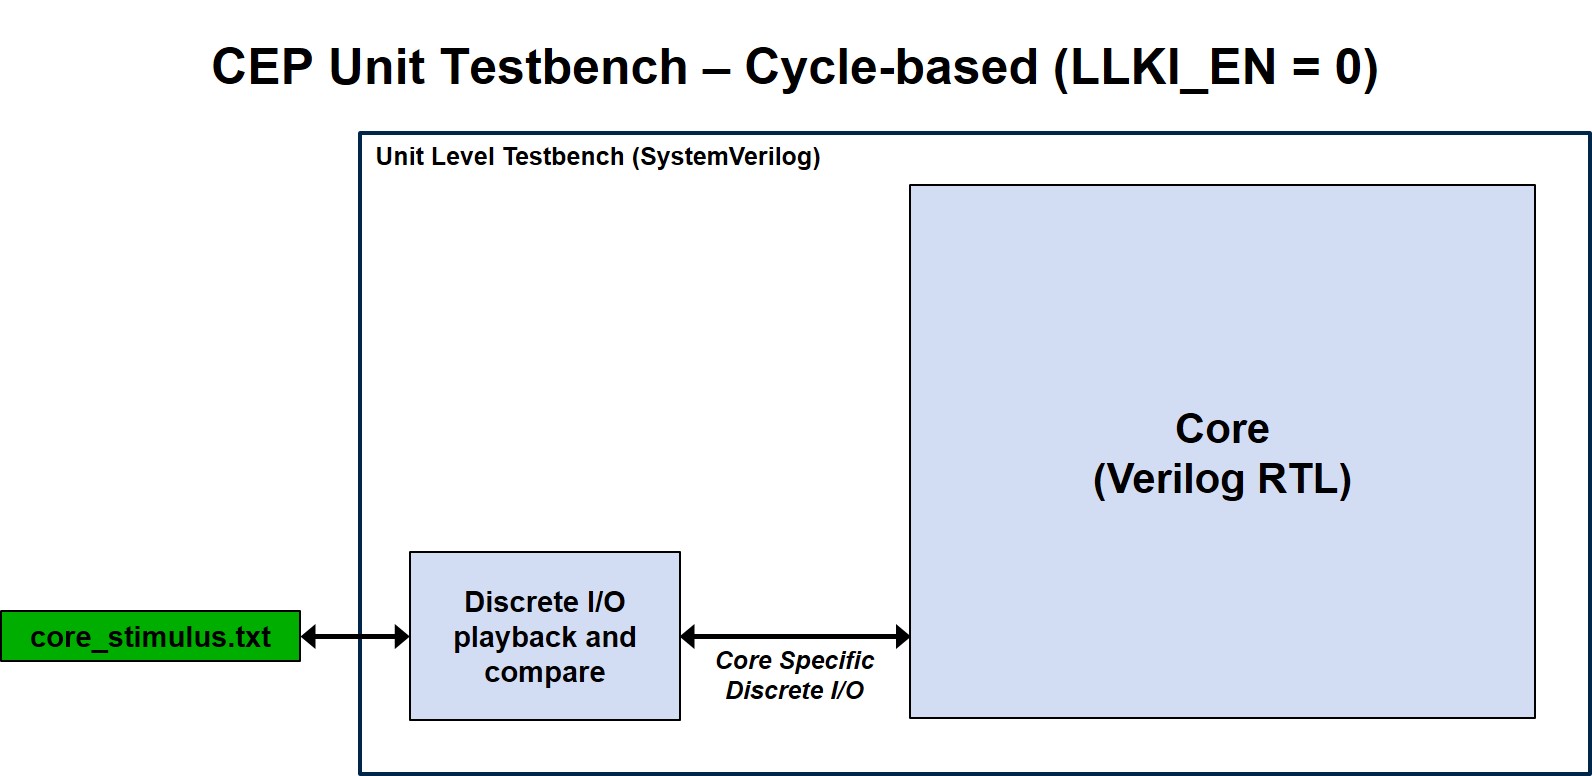 CEP Unit Testbench – Cycle-based (LLKI_EN = 0)
Unit Level Testbench (SystemVerilog)
Core
(Verilog RTL)
Discrete I/O
playback and
compare
core_stimulus.txt
Core Specific
Discrete I/O